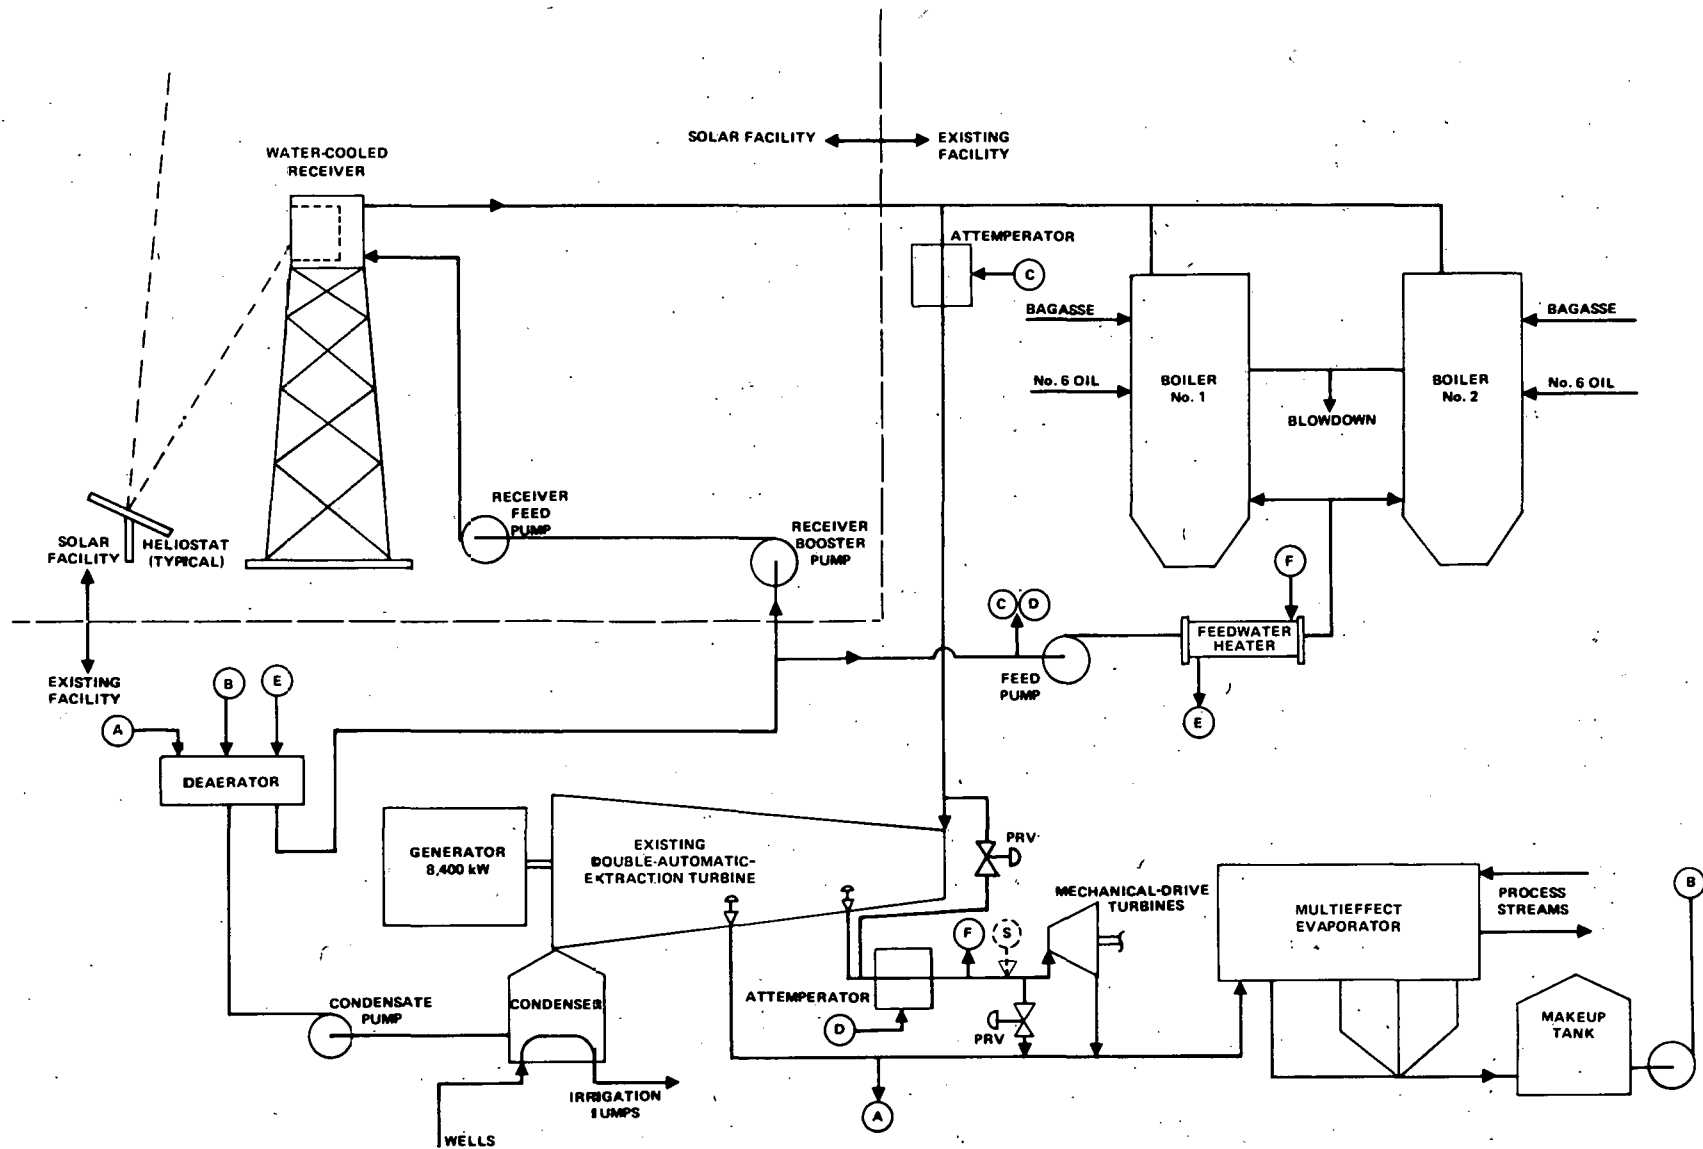 SOLAR FACILITY
EXISTING
FACILITY
WATER-COOLED
RECEIVER
ATTEMPERATOR
C
BAGASSE
BAGASSE
No. 6 OIL
BOILER
No. 1
BLOWDOWN
BOILER
No. 2
No. 6 OIL
RECEIVER
FEED
PUMP
RECEIVER
BOOSTER
PUMP
SOLAR
FACILITY
HELIOSTAT
(TYPICAL)
F
C
D
FEEDWATER
HEATER
FEED
PUMP
E
EXISTING
FACILITY
B
E
A
DEAERATOR
GENERATOR
8,400 kW
EXISTING
DOUBLE-AUTOMATIC-
EXTRACTION TURBINE
PRV
MECHANICAL-DRIVE
TURBINES
F
S
MULTIEFFECT
EVAPORATOR
PROCESS
STREAMS
B
CONDENSATE
PUMP
CONDENSER
ATTEMPERATOR
D
PRV
MAKEUP
TANK
IRRIGATION
PUMPS
A
WELLS